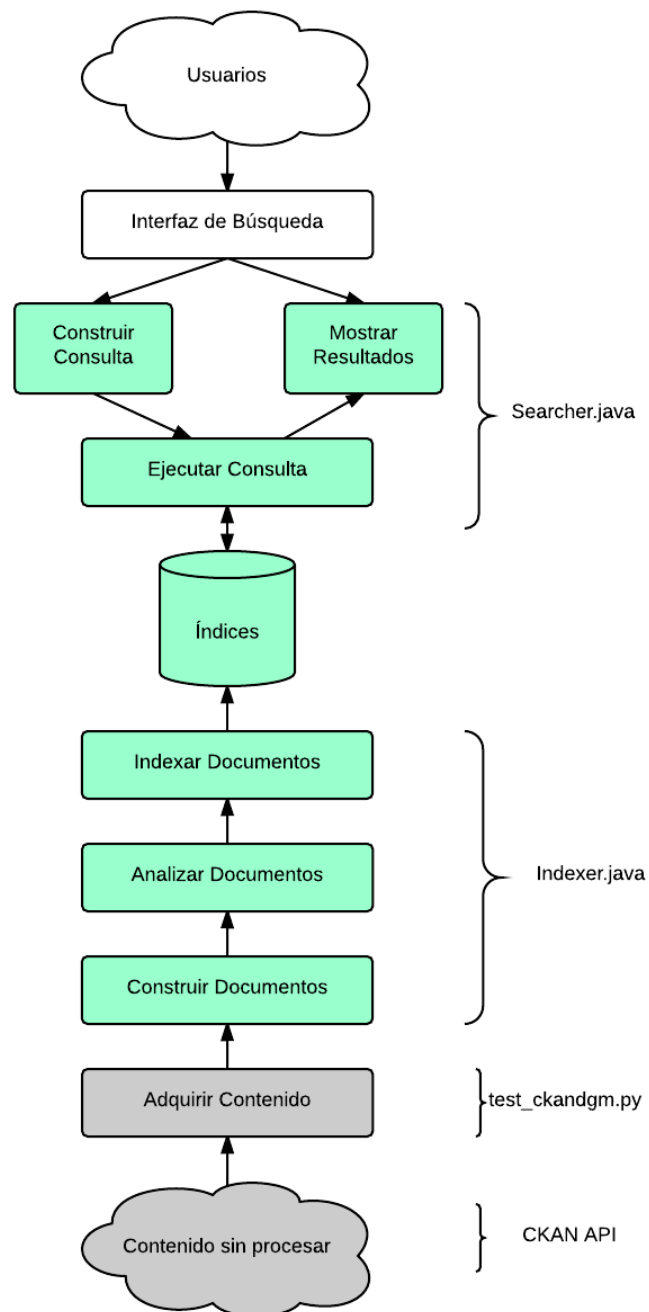 Usuarios
Interfaz de Búsqueda
Construir
Consulta
Mostrar
Resultados
Searcher.java
Ejecutar Consulta
Índices
Indexar Documentos
Analizar Documentos
Indexer.java
Construir Documentos
Adquirir Contenido
test_ckandgm.py
Contenido sin procesar
CKAN API